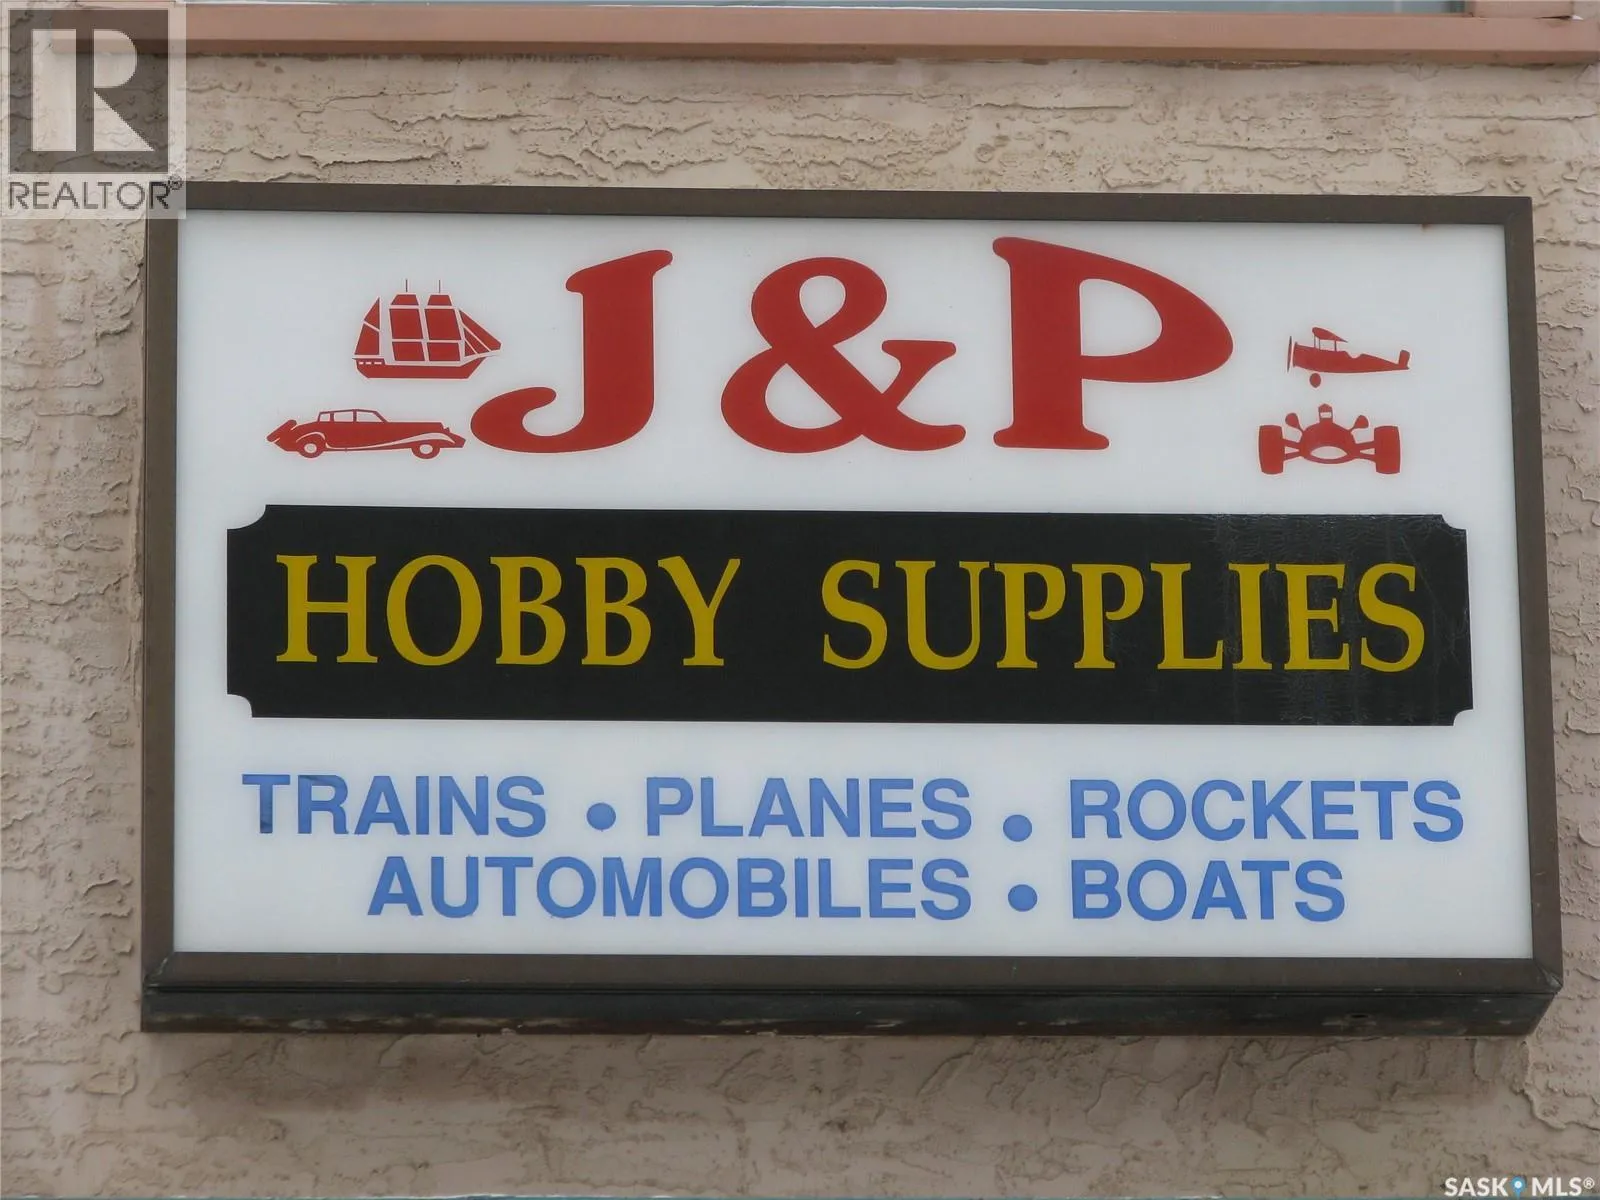 REALTOR®
J&P
HOBBY SUPPLIES
TRAINS • PLANES • ROCKETS
AUTOMOBILES • BOATS
SASK MLS®